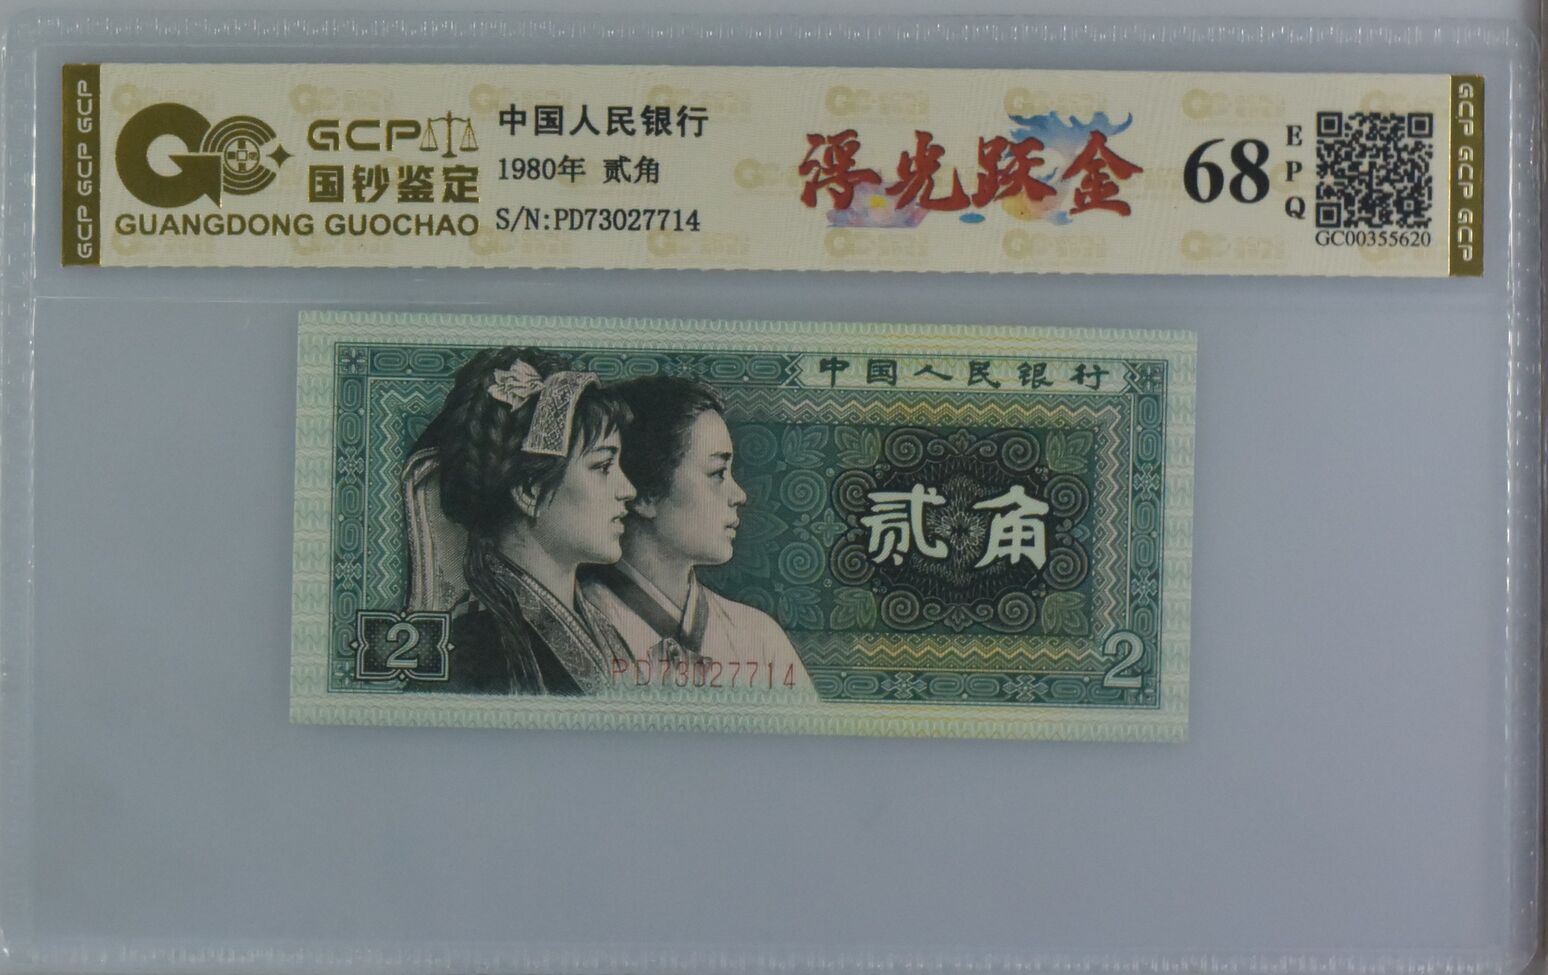 GCP GCP GCP
GCP
国钞鉴定
GUANGDONG GUOCHAO
中国人民银行
1980年 贰角
S/N:PD73027714
浮光跃金
68
EPQ
GC00355620
GCP GCP GCP
中国人民银行
贰角
2
PD73027714
2